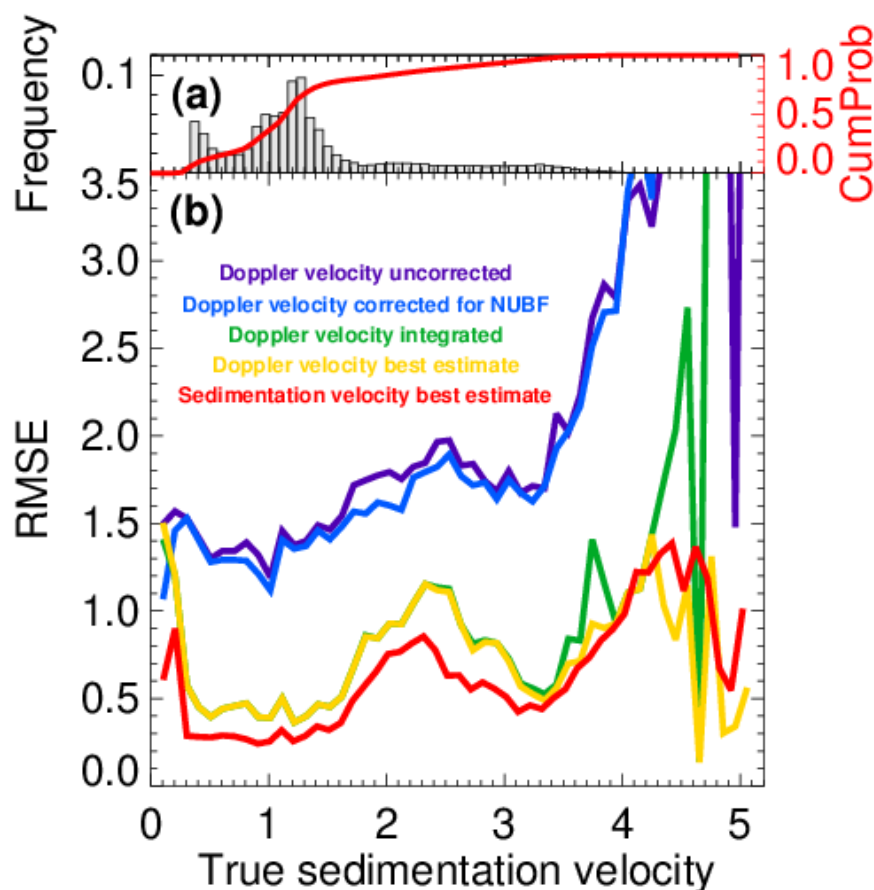 Frequency
0.1
(a)
1.0
0.5
0.0
CumProb
RMSE
3.5
3.0
2.5
2.0
1.5
1.0
0.5
0.0
(b)
Doppler velocity uncorrected
Doppler velocity corrected for NUBF
Doppler velocity integrated
Doppler velocity best estimate
Sedimentation velocity best estimate
0 1 2 3 4 5
True sedimentation velocity